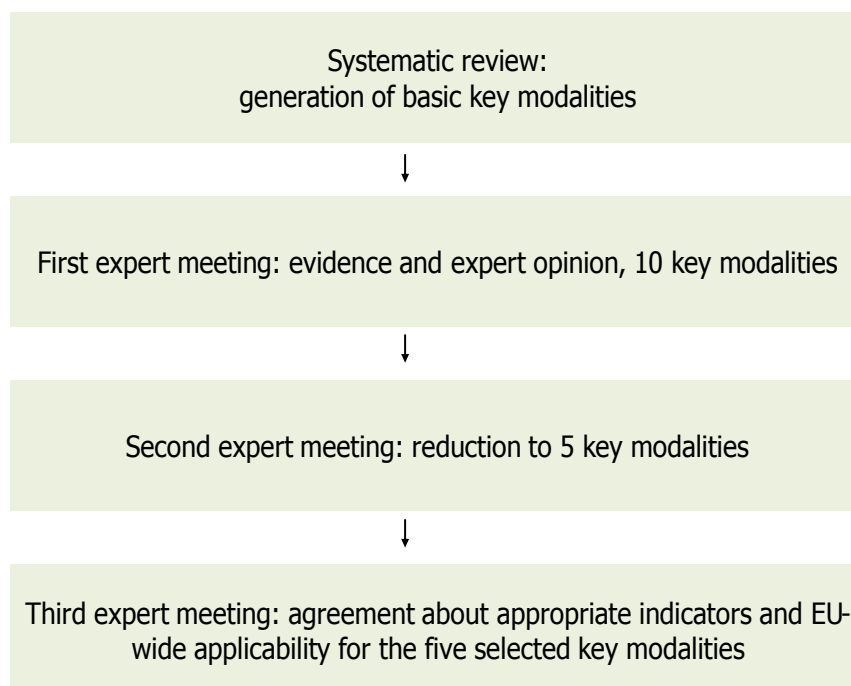 Systematic review:
generation of basic key modalities
First expert meeting: evidence and expert opinion, 10 key modalities
Second expert meeting: reduction to 5 key modalities
Third expert meeting: agreement about appropriate indicators and EU-
wide applicability for the five selected key modalities